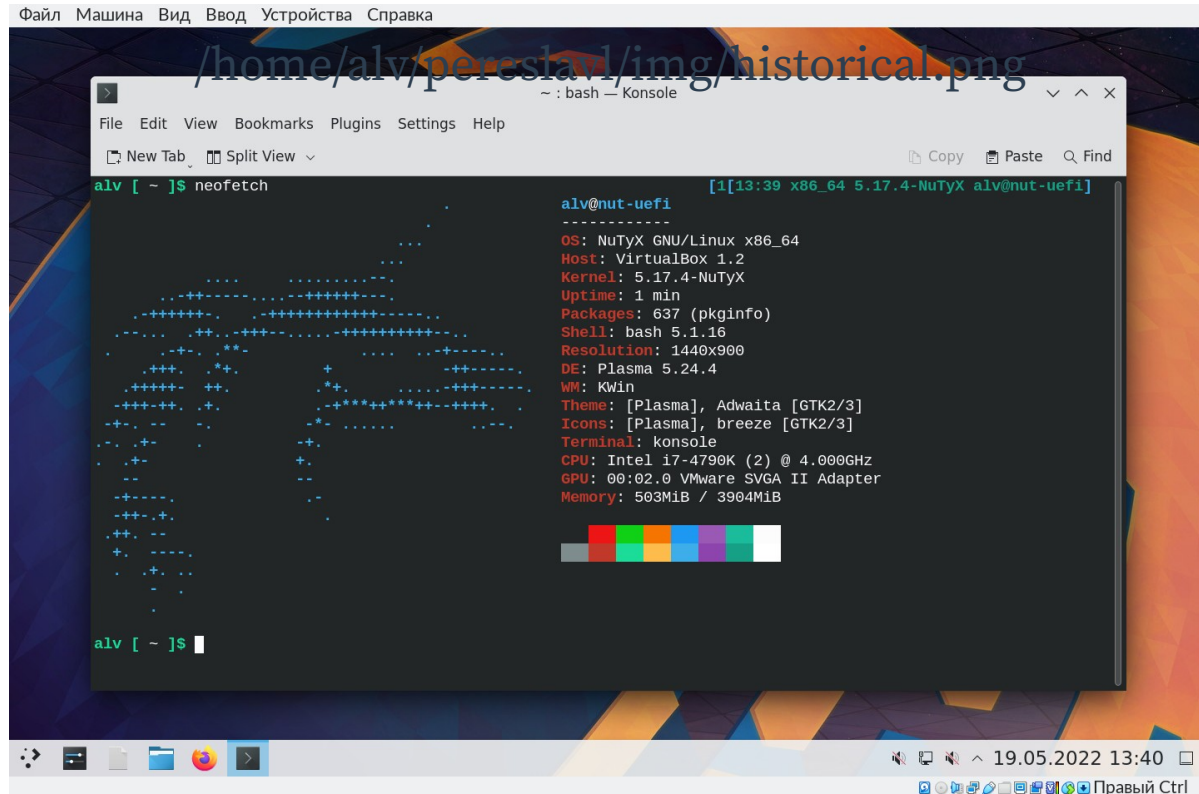 Файл Машина Вид Ввод Устройства Справка
/home/alv/pereslavl/img/historical.png
~ : bash — Konsole
File Edit View Bookmarks Plugins Settings Help
New Tab Split View Copy Paste Find
alv [ ~ ]$ neofetch [1[13:39 x86_64 5.17.4-NuTyX alv@nut-uefi]
alv@nut-uefi
------------
OS: NuTyX GNU/Linux x86_64
Host: VirtualBox 1.2
Kernel: 5.17.4-NuTyX
Uptime: 1 min
Packages: 637 (pkginfo)
Shell: bash 5.1.16
Resolution: 1440x900
DE: Plasma 5.24.4
WM: KWin
Theme: [Plasma], Adwaita [GTK2/3]
Icons: [Plasma], breeze [GTK2/3]
Terminal: konsole
CPU: Intel i7-4790K (2) @ 4.000GHz
GPU: 00:02.0 VMware SVGA II Adapter
Memory: 503MiB / 3904MiB
alv [ ~ ]$
19.05.2022 13:40
Правый Ctrl